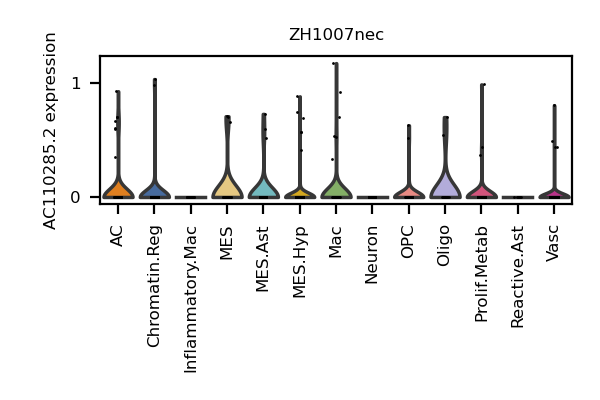 ZH1007nec
AC110285.2 expression
1
0
AC
Chromatin.Reg
Inflammatory.Mac
MES
MES.Ast
MES.Hyp
Mac
Neuron
OPC
Oligo
Prolif.Metab
Reactive.Ast
Vasc